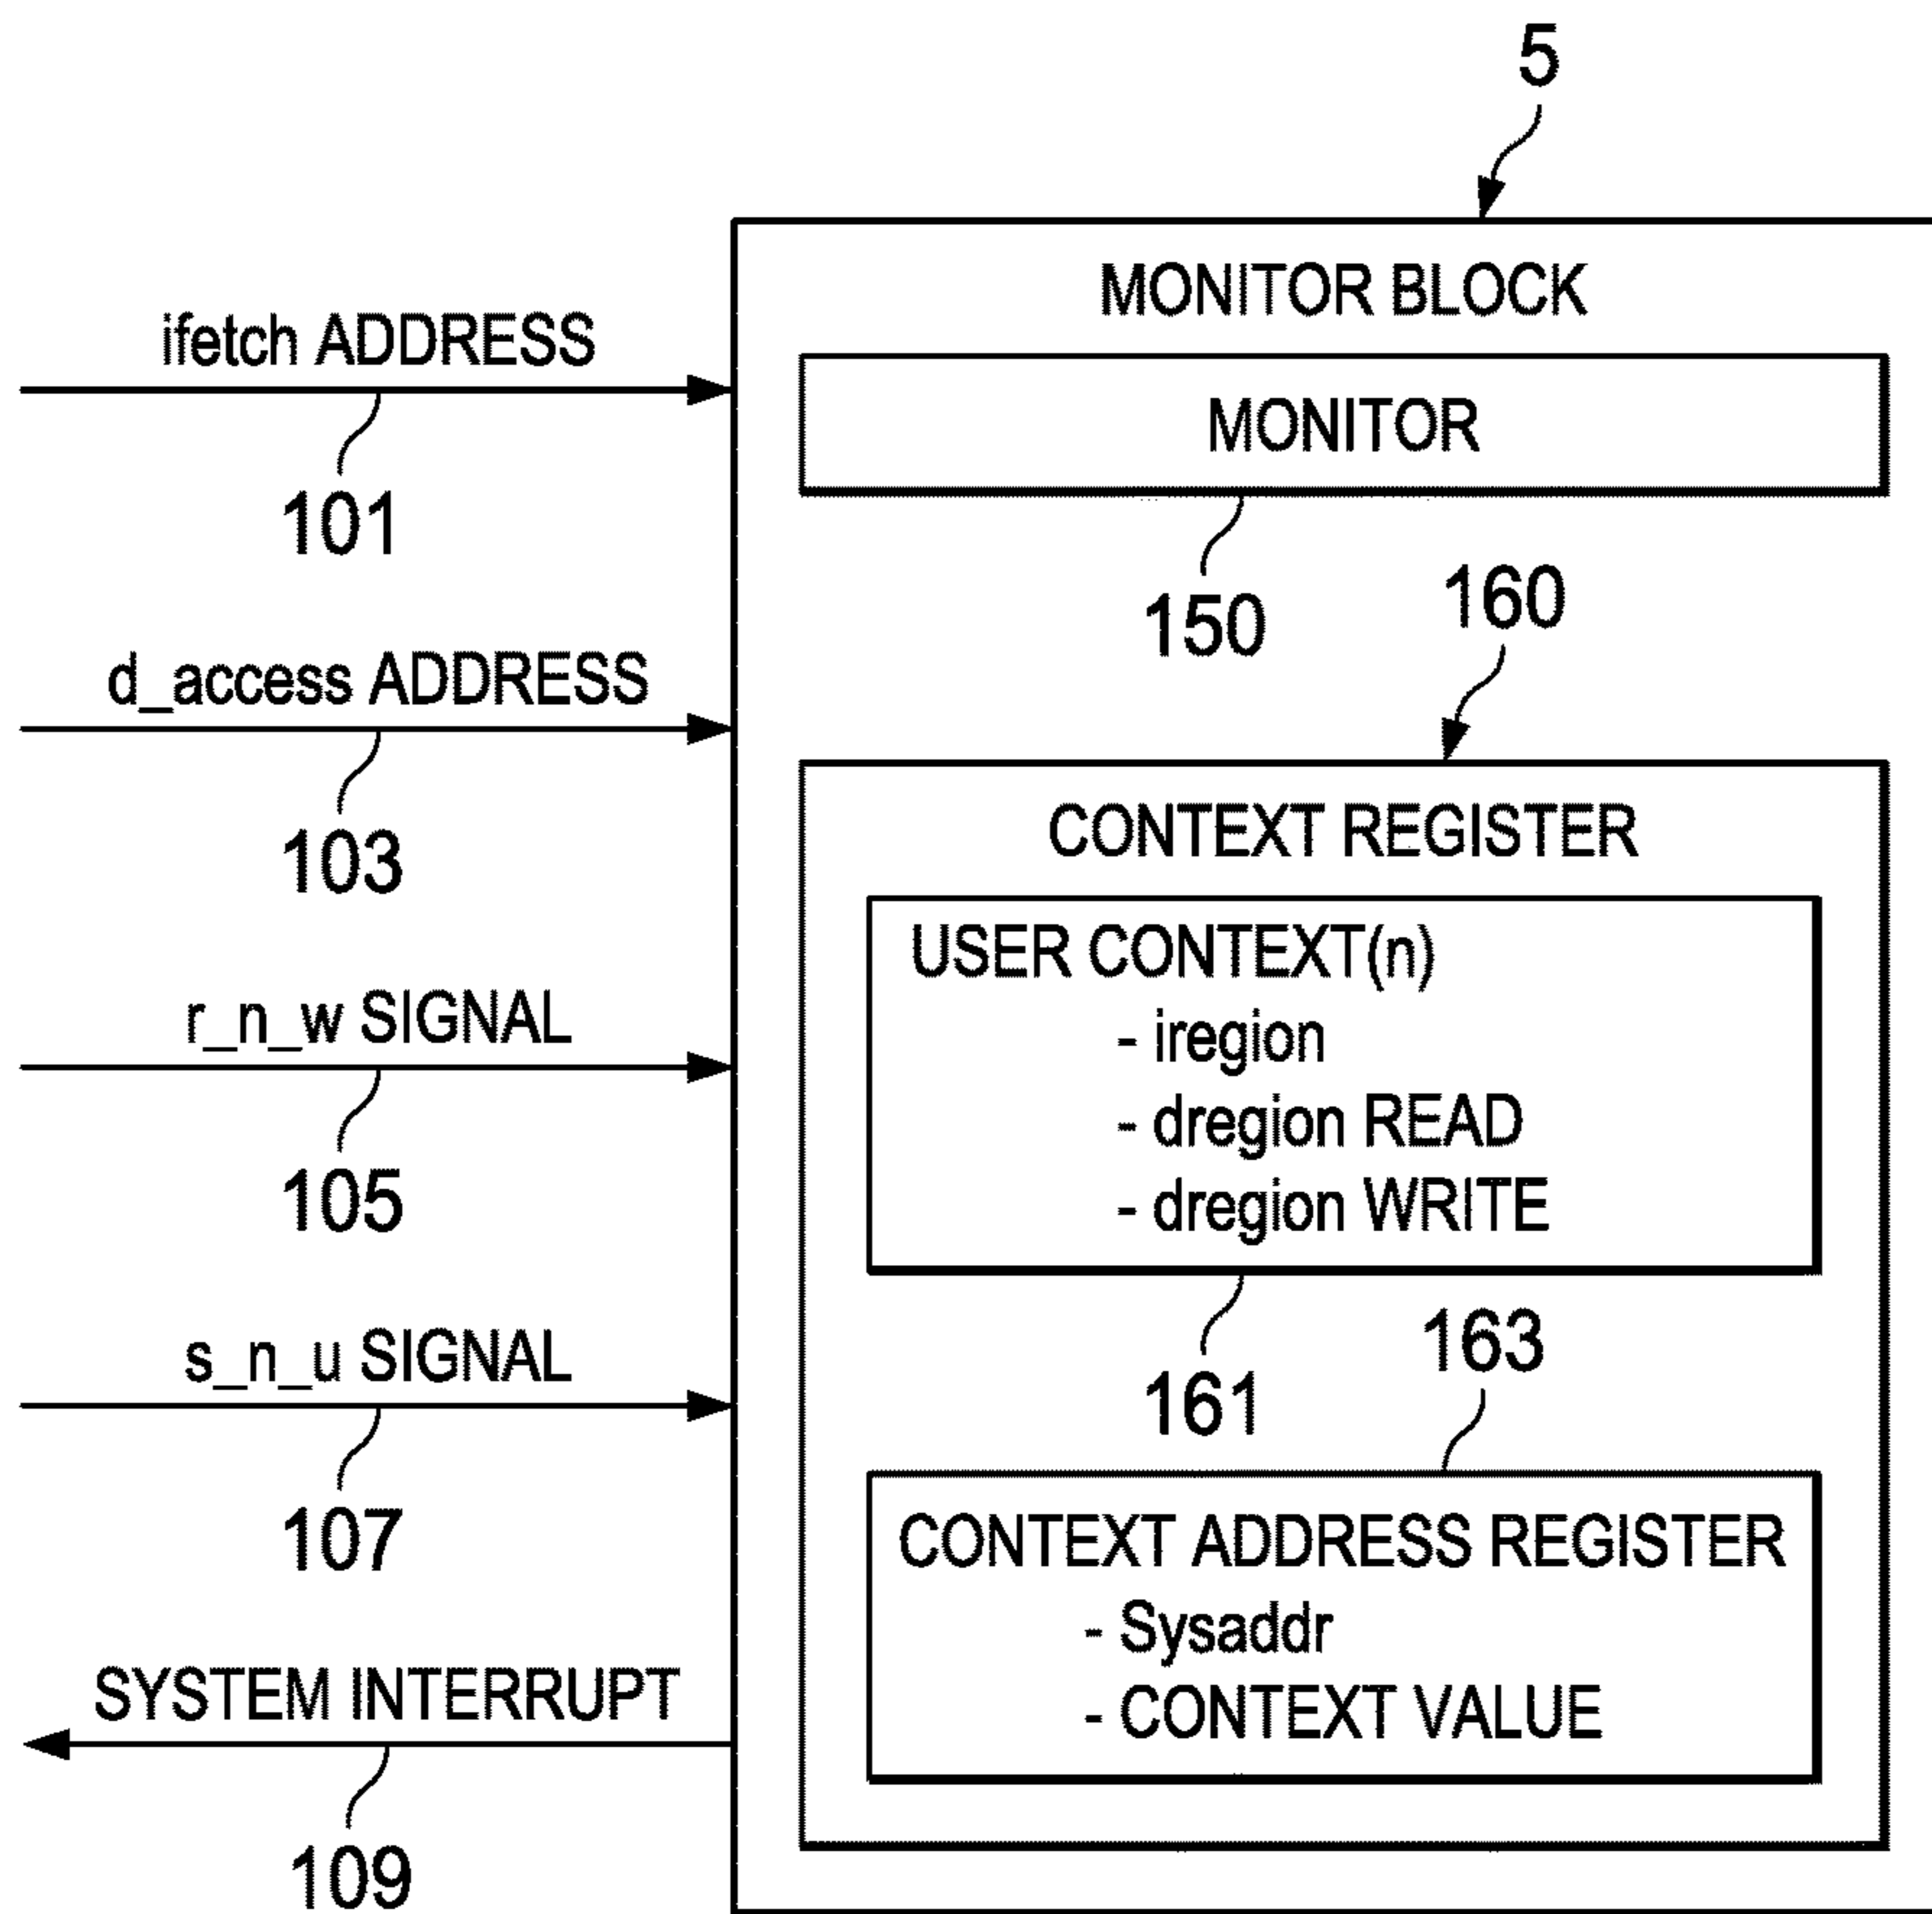 5
MONITOR BLOCK
ifetch ADDRESS
MONITOR
101
150
160
d_access ADDRESS
103
CONTEXT REGISTER
USER CONTEXT(n)
- iregion
- dregion READ
- dregion WRITE
r_n_w SIGNAL
105
161
163
s_n_u SIGNAL
107
CONTEXT ADDRESS REGISTER
- Sysaddr
- CONTEXT VALUE
SYSTEM INTERRUPT
109